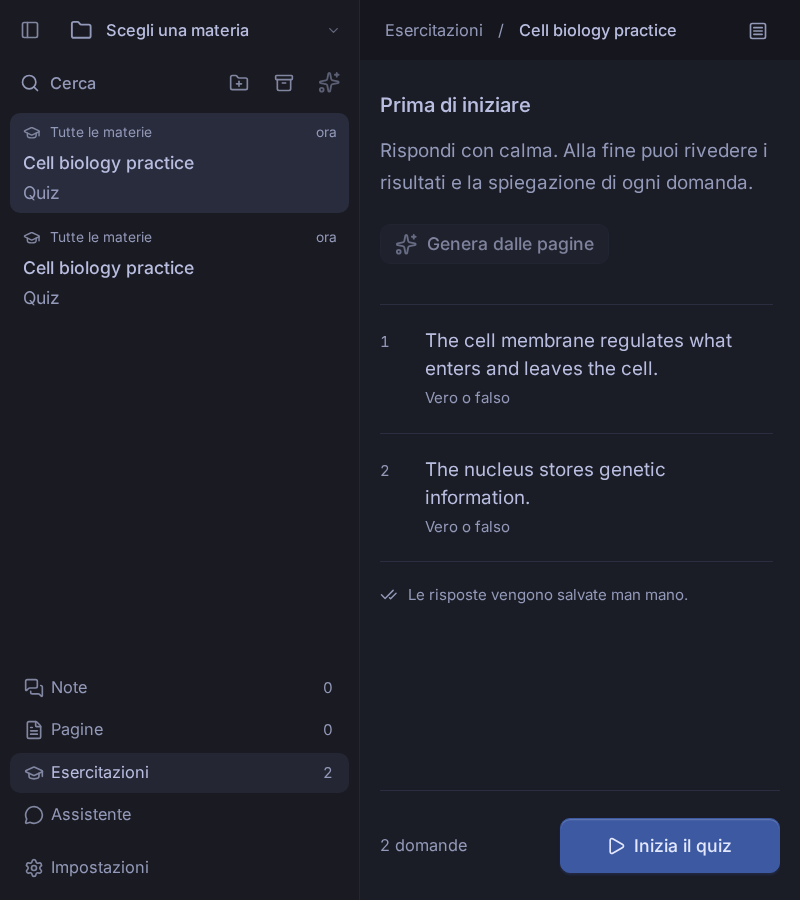 Scegli una materia
Cerca
Tutte le materie ora
Cell biology practice
Quiz
Tutte le materie ora
Cell biology practice
Quiz
Note 0
Pagine 0
Esercitazioni 2
Assistente
Impostazioni
Esercitazioni / Cell biology practice
Prima di iniziare
Rispondi con calma. Alla fine puoi rivedere i
risultati e la spiegazione di ogni domanda.
Genera dalle pagine
1 The cell membrane regulates what
enters and leaves the cell.
Vero o falso
2 The nucleus stores genetic
information.
Vero o falso
Le risposte vengono salvate man mano.
2 domande
Inizia il quiz